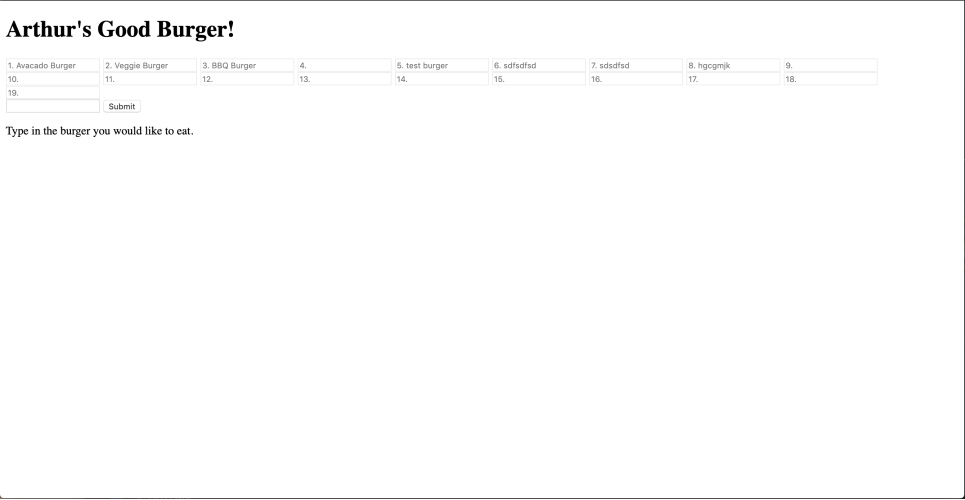 Arthur's Good Burger!
1. Avacado Burger 2. Veggie Burger 3. BBQ Burger 4. 5. test burger 6. sdfsdfsd 7. sdsdfsd 8. hgcgmjk 9.
10. 11. 12. 13. 14. 15. 16. 17. 18.
19.
Submit
Type in the burger you would like to eat.